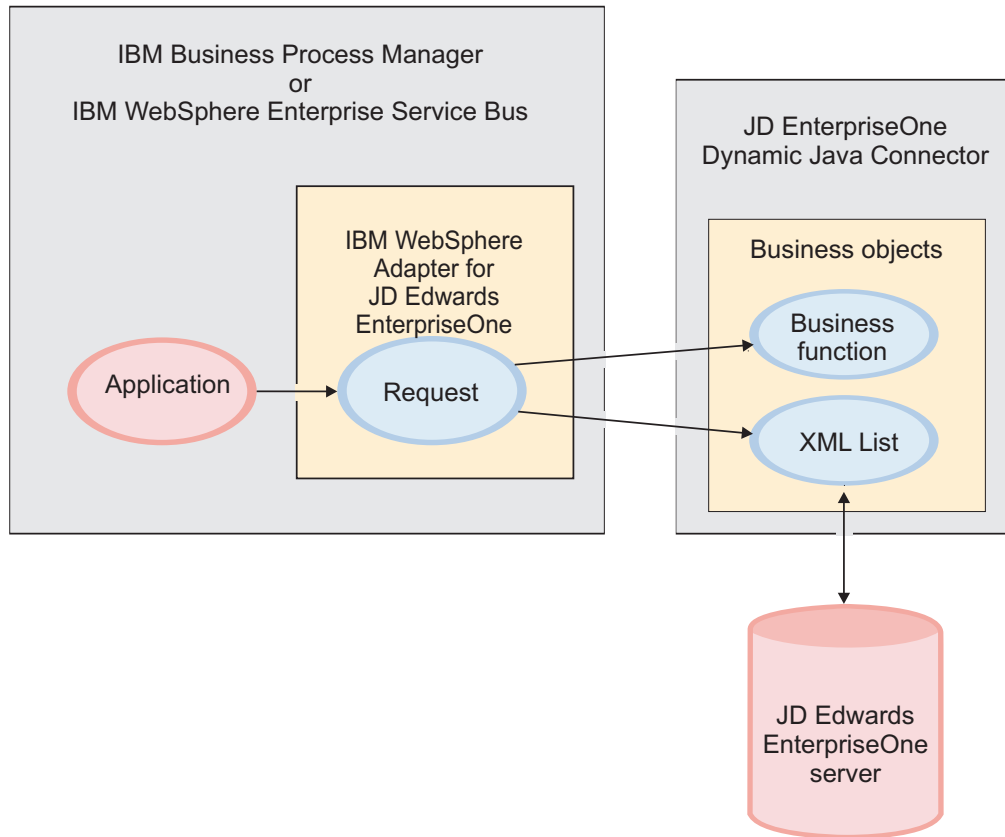 IBM Business Process Manager
or
IBM WebSphere Enterprise Service Bus
JD EnterpriseOne
Dynamic Java Connector
IBM WebSphere
Adapter for
JD Edwards
EnterpriseOne
Business objects
Business
function
Application
Request
XML List
JD Edwards
EnterpriseOne
server